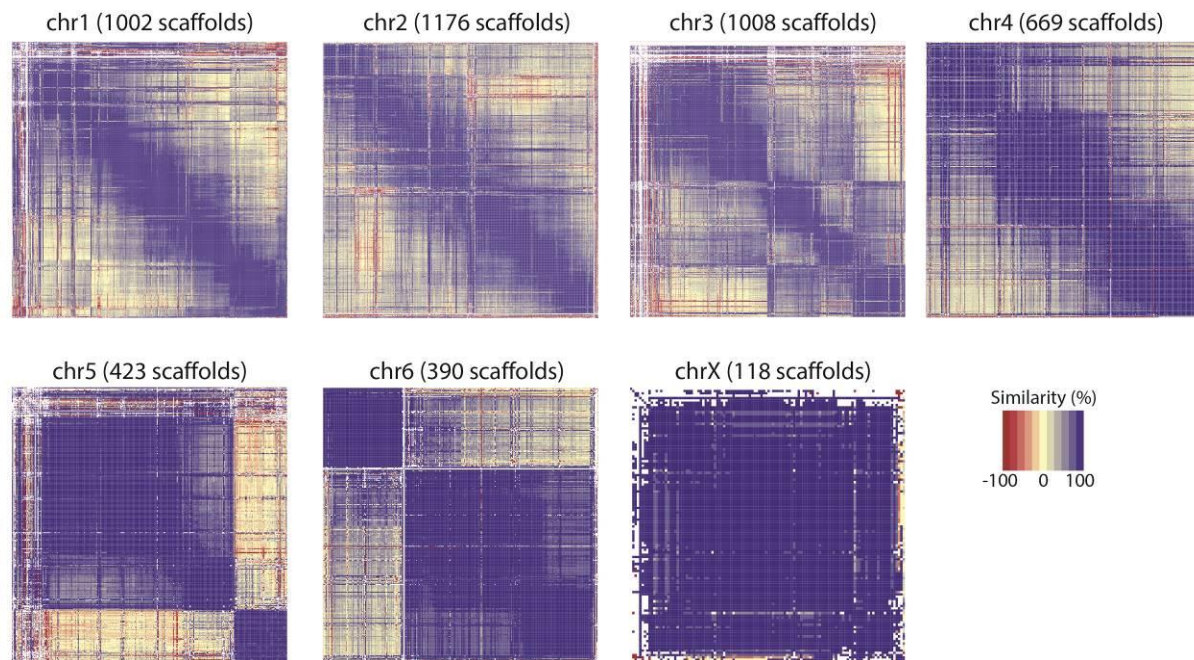 chr1 (1002 scaffolds)
chr2 (1176 scaffolds)
chr3 (1008 scaffolds)
chr4 (669 scaffolds)
chr5 (423 scaffolds)
chr6 (390 scaffolds)
chrX (118 scaffolds)
Similarity (%)
-100 0 100